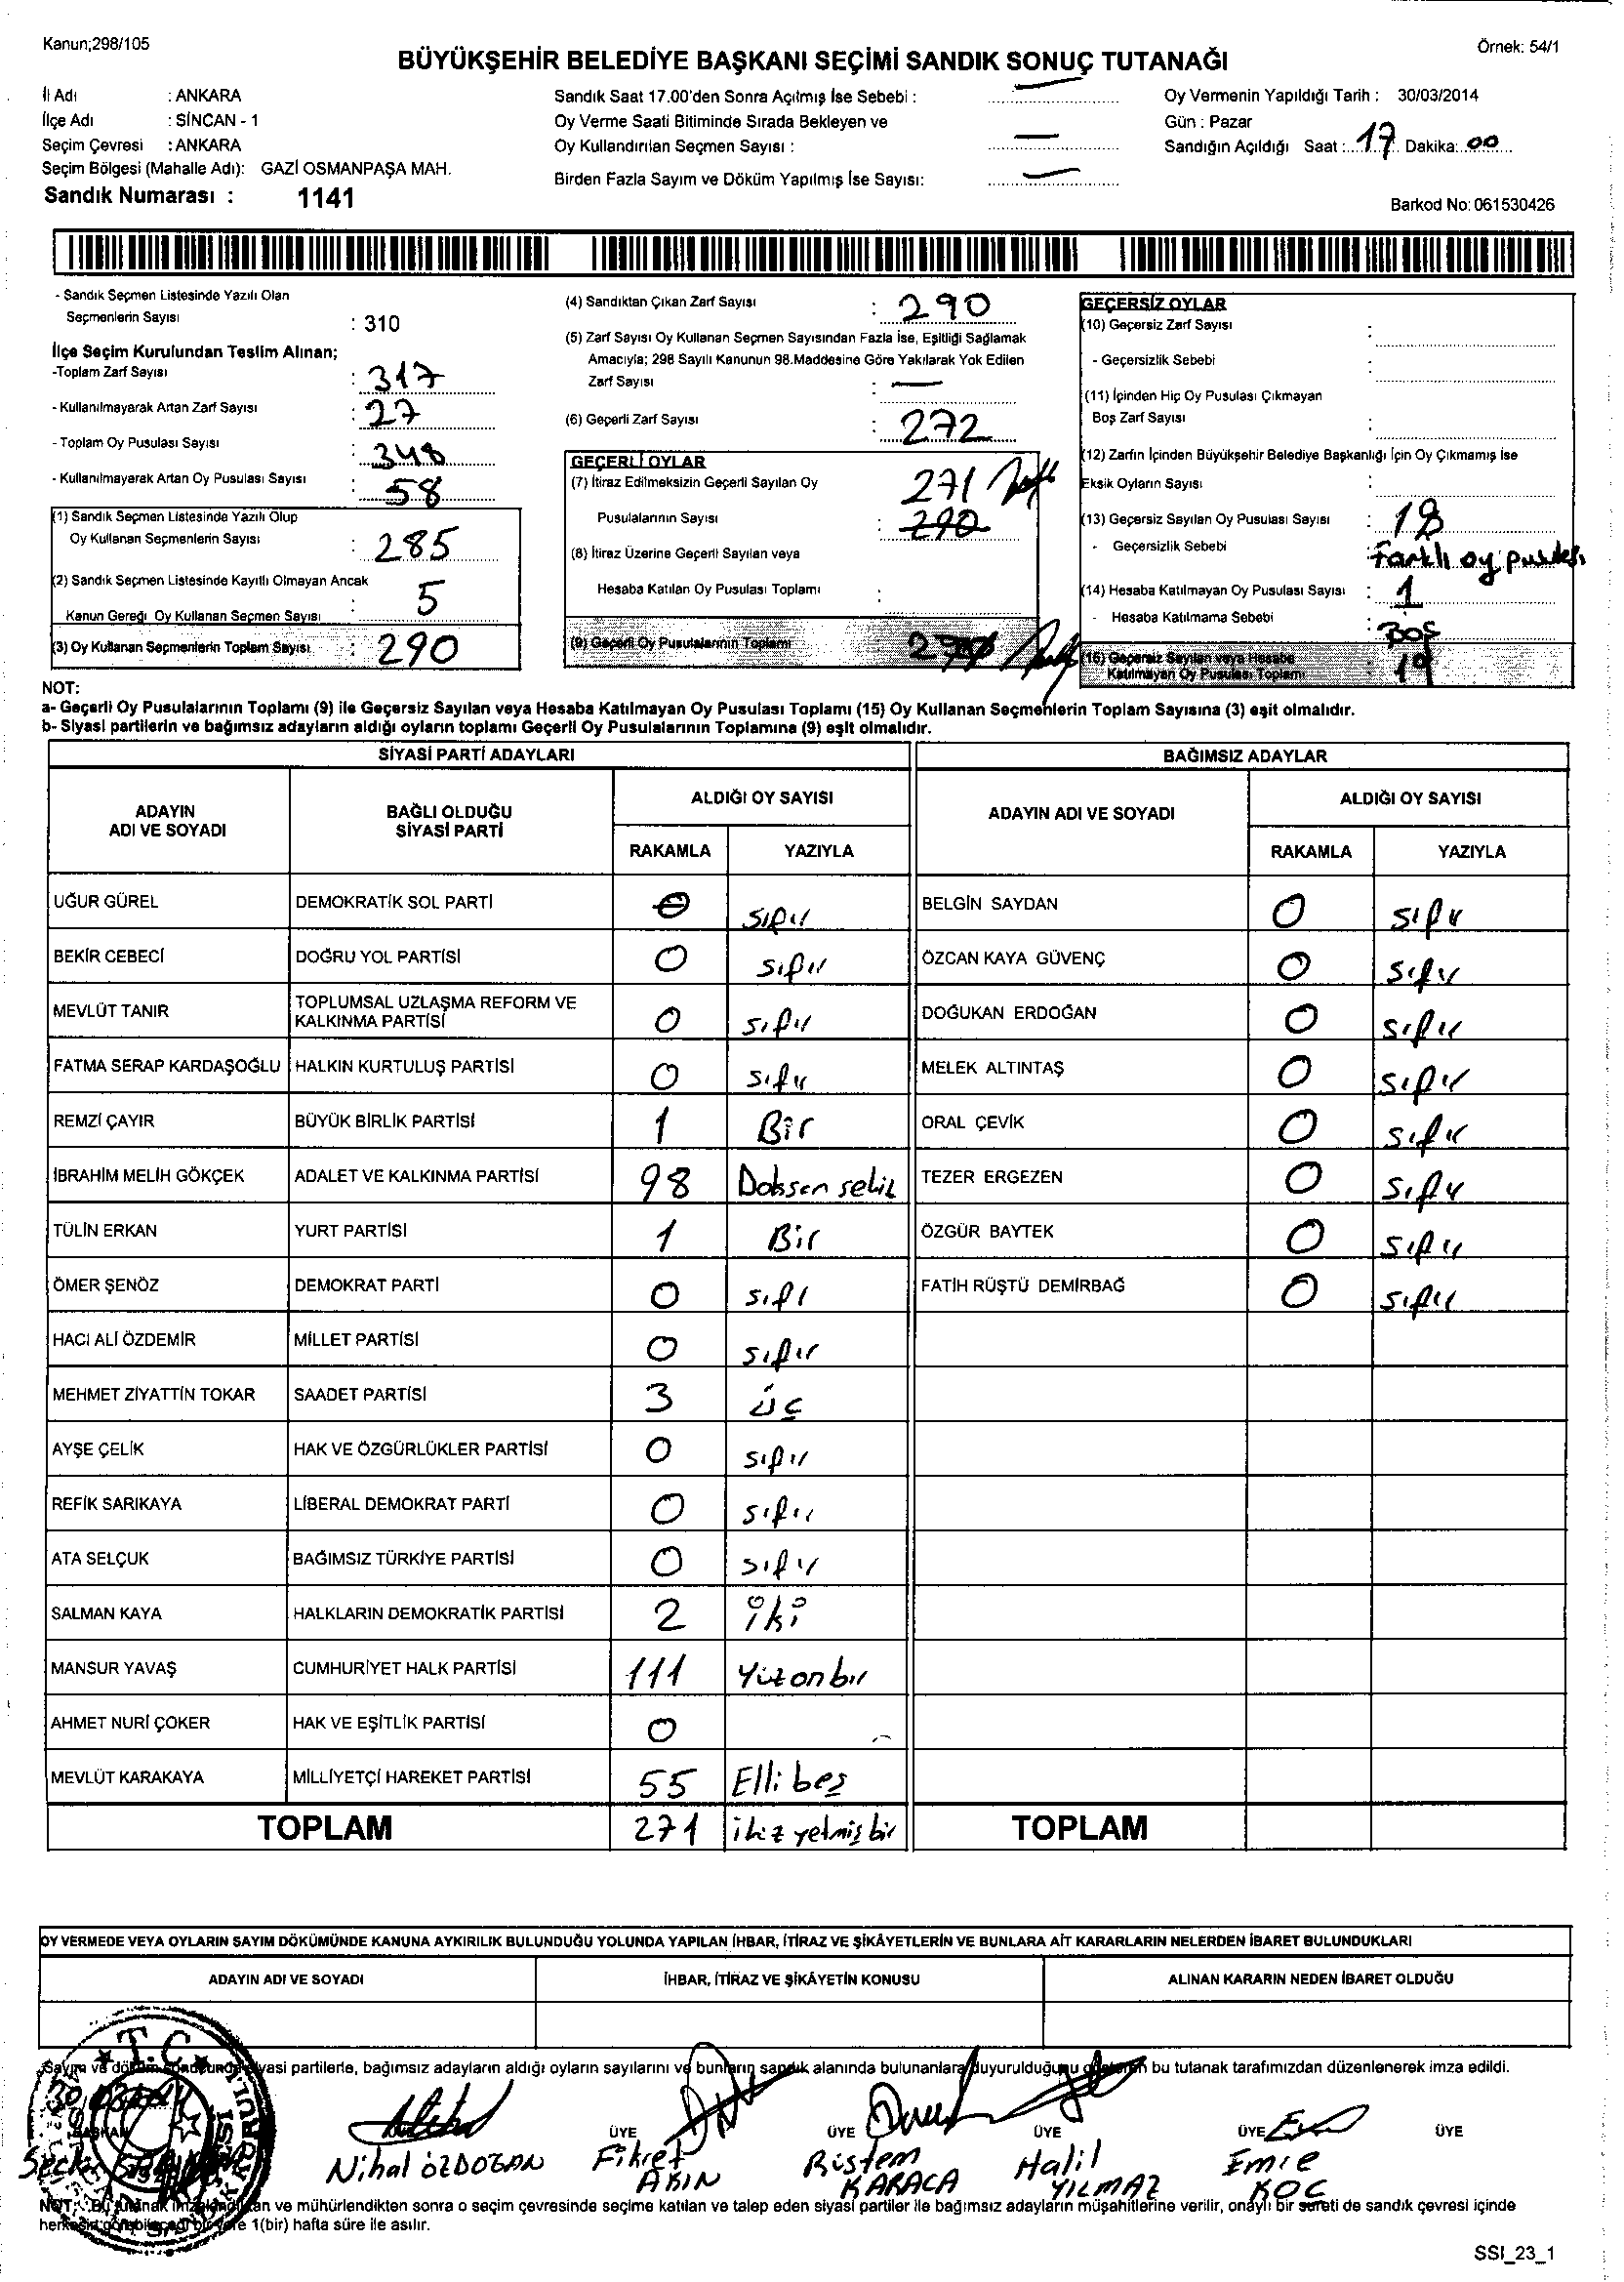 Kanun;298/105
Örnek: 54/1
BÜYÜKŞEHİR BELEDİYE BAŞKANI SEÇİMİ SANDIK SONUÇ TUTANAĞI
İl Adı : ANKARA
İlçe Adı : SİNCAN - 1
Seçim Çevresi : ANKARA
Seçim Bölgesi (Mahalle Adı): GAZİ OSMANPAŞA MAH.
Sandık Numarası : 1141
Sandık Saat 17.00'den Sonra Açılmış İse Sebebi :
Oy Verme Saati Bitiminde Sırada Bekleyen ve
Oy Kullandırılan Seçmen Sayısı :
Birden Fazla Sayım ve Döküm Yapılmış İse Sayısı:
Oy Vermenin Yapıldığı Tarih : 30/03/2014
Gün : Pazar
Sandığın Açıldığı Saat : 17 Dakika: 00
Barkod No: 061530426
- Sandık Seçmen Listesinde Yazılı Olan
Seçmenlerin Sayısı : 310
İlçe Seçim Kurulundan Teslim Alınan;
-Toplam Zarf Sayısı : 317
- Kullanılmayarak Artan Zarf Sayısı : 27
- Toplam Oy Pusulası Sayısı : 348
- Kullanılmayarak Artan Oy Pusulası Sayısı : 58
(1) Sandık Seçmen Listesinde Yazılı Olup
Oy Kullanan Seçmenlerin Sayısı : 285
(2) Sandık Seçmen Listesinde Kayıtlı Olmayan Ancak
Kanun Gereği Oy Kullanan Seçmen Sayısı : 5
(3) Oy Kullanan Seçmenlerin Toplam Sayısı : 290
(4) Sandıktan Çıkan Zarf Sayısı : 290
(5) Zarf Sayısı Oy Kullanan Seçmen Sayısından Fazla İse, Eşitliği Sağlamak
Amacıyla; 298 Sayılı Kanunun 98.Maddesine Göre Yakılarak Yok Edilen
Zarf Sayısı : —
(6) Geçerli Zarf Sayısı : 272
GEÇERLİ OYLAR
(7) İtiraz Edilmeksizin Geçerli Sayılan Oy 271
Pusulalarının Sayısı : 290
(8) İtiraz Üzerine Geçerli Sayılan veya
Hesaba Katılan Oy Pusulası Toplamı :
(9) Geçerli Oy Pusulalarının Toplamı
GEÇERSİZ OYLAR
(10) Geçersiz Zarf Sayısı :
- Geçersizlik Sebebi :
(11) İçinden Hiç Oy Pusulası Çıkmayan
Boş Zarf Sayısı :
(12) Zarfın İçinden Büyükşehir Belediye Başkanlığı İçin Oy Çıkmamış İse
Eksik Oyların Sayısı :
(13) Geçersiz Sayılan Oy Pusulası Sayısı : 18
- Geçersizlik Sebebi : Farklı oy pusulası
(14) Hesaba Katılmayan Oy Pusulası Sayısı : 1
- Hesaba Katılmama Sebebi : Boş
(15) Geçersiz Sayılan veya Hesaba
Katılmayan Oy Pusulası Toplamı : 19
NOT:
a- Geçerli Oy Pusulalarının Toplamı (9) ile Geçersiz Sayılan veya Hesaba Katılmayan Oy Pusulası Toplamı (15) Oy Kullanan Seçmenlerin Toplam Sayısına (3) eşit olmalıdır.
b- Siyasi partilerin ve bağımsız adayların aldığı oyların toplamı Geçerli Oy Pusulalarının Toplamına (9) eşit olmalıdır.
SİYASİ PARTİ ADAYLARI BAĞIMSIZ ADAYLAR
ADAYIN ADI VE SOYADI BAĞLI OLDUĞU SİYASİ PARTİ ALDIĞI OY SAYISI ADAYIN ADI VE SOYADI ALDIĞI OY SAYISI
RAKAMLA YAZIYLA RAKAMLA YAZIYLA
UĞUR GÜREL DEMOKRATİK SOL PARTİ 0 sıfır BELGİN SAYDAN 0 sıfır
BEKİR CEBECİ DOĞRU YOL PARTİSİ 0 sıfır ÖZCAN KAYA GÜVENÇ 0 sıfır
MEVLÜT TANIR TOPLUMSAL UZLAŞMA REFORM VE KALKINMA PARTİSİ 0 sıfır DOĞUKAN ERDOĞAN 0 sıfır
FATMA SERAP KARDAŞOĞLU HALKIN KURTULUŞ PARTİSİ 0 sıfır MELEK ALTINTAŞ 0 sıfır
REMZİ ÇAYIR BÜYÜK BİRLİK PARTİSİ 1 Bir ORAL ÇEVİK 0 sıfır
İBRAHİM MELİH GÖKÇEK ADALET VE KALKINMA PARTİSİ 98 Doksan sekiz TEZER ERGEZEN 0 sıfır
TÜLİN ERKAN YURT PARTİSİ 1 Bir ÖZGÜR BAYTEK 0 sıfır
ÖMER ŞENÖZ DEMOKRAT PARTİ 0 sıfır FATİH RÜŞTÜ DEMİRBAĞ 0 sıfır
HACI ALİ ÖZDEMİR MİLLET PARTİSİ 0 sıfır
MEHMET ZİYATTİN TOKAR SAADET PARTİSİ 3 üç
AYŞE ÇELİK HAK VE ÖZGÜRLÜKLER PARTİSİ 0 sıfır
REFİK SARIKAYA LİBERAL DEMOKRAT PARTİ 0 sıfır
ATA SELÇUK BAĞIMSIZ TÜRKİYE PARTİSİ 0 sıfır
SALMAN KAYA HALKLARIN DEMOKRATİK PARTİSİ 2 iki
MANSUR YAVAŞ CUMHURİYET HALK PARTİSİ 111 Yüzonbir
AHMET NURİ ÇOKER HAK VE EŞİTLİK PARTİSİ 0
MEVLÜT KARAKAYA MİLLİYETÇİ HAREKET PARTİSİ 55 Elli beş
TOPLAM 271 ikiz yetmiş bir TOPLAM
OY VERMEDE VEYA OYLARIN SAYIM DÖKÜMÜNDE KANUNA AYKIRILIK BULUNDUĞU YOLUNDA YAPILAN İHBAR, İTİRAZ VE ŞİKÂYETLERİN VE BUNLARA AİT KARARLARIN NELERDEN İBARET BULUNDUKLARI
ADAYIN ADI VE SOYADI İHBAR, İTİRAZ VE ŞİKÂYETİN KONUSU ALINAN KARARIN NEDEN İBARET OLDUĞU
Sayım ve döküm sonucunda siyasi partilerle, bağımsız adayların aldığı oyların sayılarını ve bunların sandık alanında bulunanlara duyurulduğunu gösteren bu tutanak tarafımızdan düzenlenerek imza edildi.
T.C.
BAŞKAN ÜYE ÜYE ÜYE ÜYE ÜYE
Nihal ÖZDOĞAN Fikret AKIN Rüstem KARACA Halil YILMAZ Emre KOÇ
NOT: Bu tutanak imzalandıktan ve mühürlendikten sonra o seçim çevresinde seçime katılan ve talep eden siyasi partiler ile bağımsız adayların müşahitlerine verilir, onaylı bir sureti de sandık çevresi içinde
herkesin görebileceği bir yere 1(bir) hafta süre ile asılır.
SSI_23_1